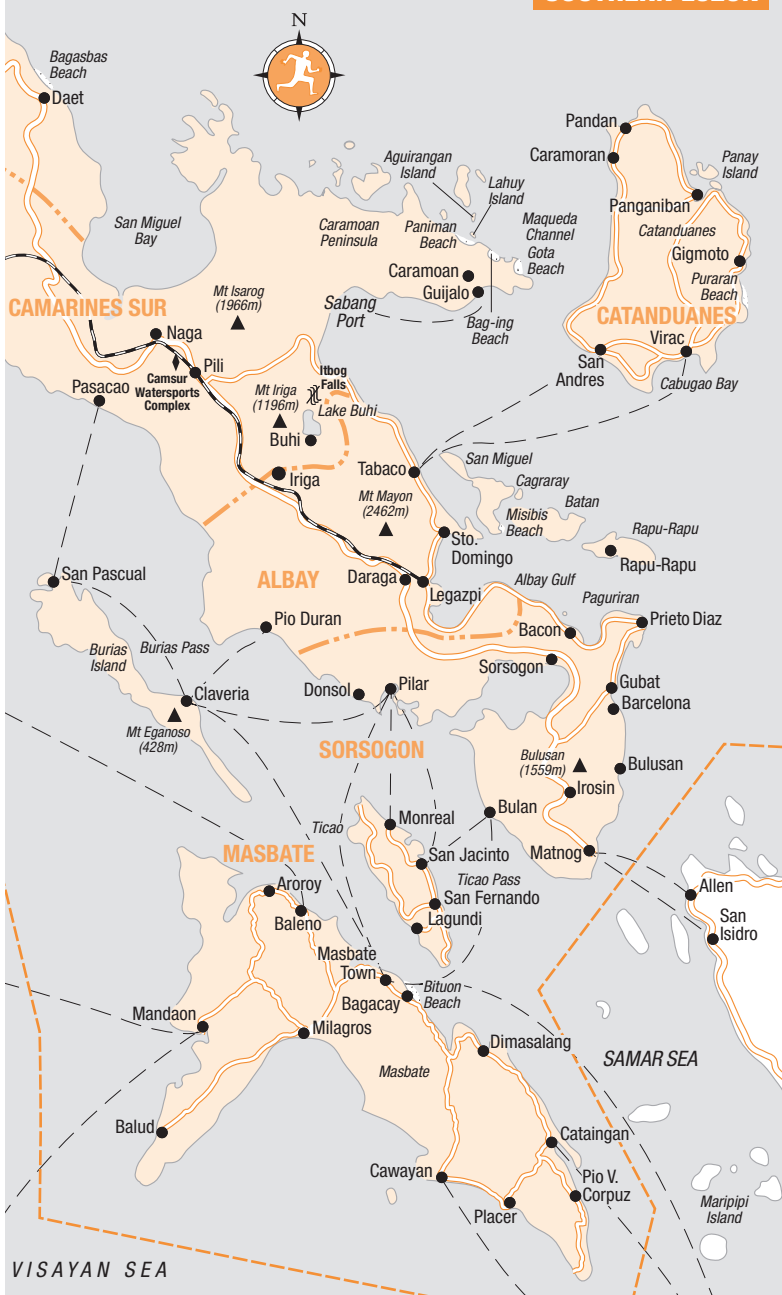 SOUTHERN LUZON
N
Bagasbas
Beach
Daet
Pandan
Caramoran
Panay
Island
Aguirangan
Island
Lahuy
Island
Panganiban
San Miguel
Bay
Caramoan
Peninsula
Paniman
Beach
Maqueda
Channel
Gota
Beach
Catanduanes
Gigmoto
Caramoan
Guijalo
Puraran
Beach
CAMARINES SUR
Mt Isarog
(1966m)
Sabang
Port
Bag-ing
Beach
CATANDUANES
Naga
Virac
San
Andres
Pili
Camsur
Watersports
Complex
Itbog
Falls
Cabugao Bay
Pasacao
Mt Iriga
(1196m)
Lake Buhi
Buhi
Iriga
Tabaco
San Miguel
Cagraray
Batan
Mt Mayon
(2462m)
Misibis
Beach
Rapu-Rapu
Sto.
Domingo
Rapu-Rapu
San Pascual
ALBAY
Daraga
Legazpi
Albay Gulf
Paguriran
Pio Duran
Bacon
Prieto Diaz
Burias
Island
Burias Pass
Sorsogon
Claveria
Donsol
Pilar
Gubat
Barcelona
Mt Eganoso
(428m)
SORSOGON
Bulusan
(1559m)
Bulusan
Irosin
Ticao
Monreal
Bulan
MASBATE
San Jacinto
Matnog
Ticao Pass
Aroroy
San Fernando
Allen
Baleno
Lagundi
San
Isidro
Masbate
Town
Bagacay
Bituon
Beach
Mandaon
Milagros
Dimasalang
SAMAR SEA
Masbate
Balud
Cataingan
Cawayan
Pio V.
Corpuz
Placer
Maripipi
Island
VISAYAN SEA